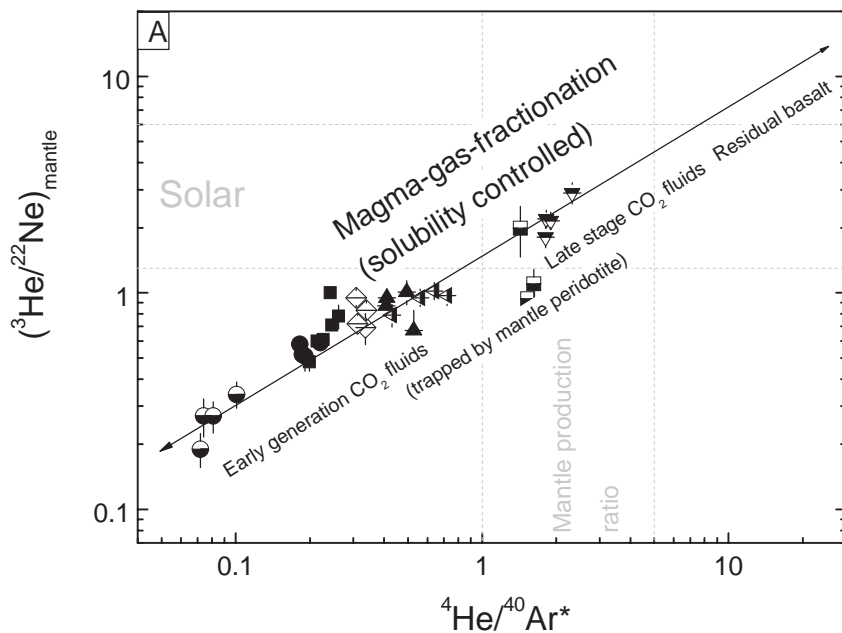 A
10
1
0.1
(³He/²²Ne)mantle
Solar
Magma-gas-fractionation
(solubility controlled)
Residual basalt
Late stage CO₂ fluids
(trapped by mantle peridotite)
Early generation CO₂ fluids
Mantle production
ratio
0.1
1
10
⁴He/⁴⁰Ar*